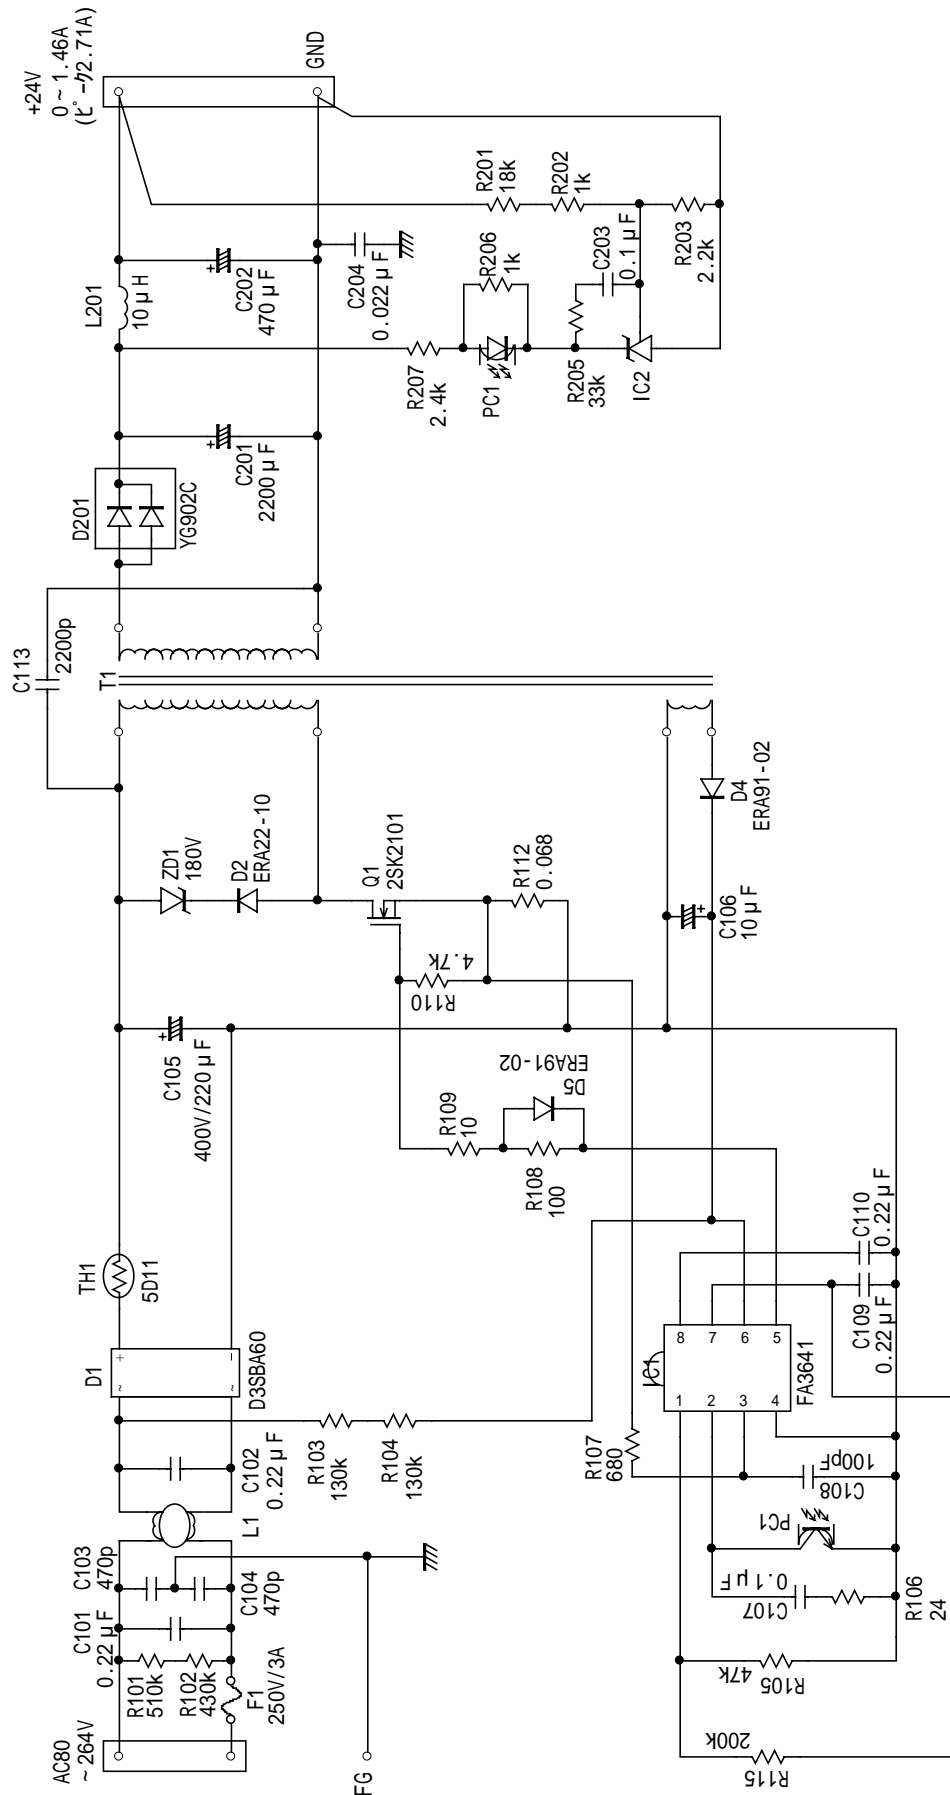 AC80
~264V
R101
510k
R102
430k
F1
250V/3A
C101
0.22μF
C103
470p
C104
470p
FG
L1
C102
0.22μF
D1
~
+
~
−
D3SBA60
R103
130k
R104
130k
TH1
5D11
C105
+
400V/220μF
ZD1
180V
D2
ERA22-10
Q1
2SK2101
R110
4.7k
R112
0.068
R109
10
R108
100
D5
ERA91-02
C113
2200p
T1
D4
ERA91-02
C106
+
10μF
D201
YG902C
C201
+
2200μF
L201
10μH
C202
+
470μF
C204
0.022μF
R207
2.4k
PC1
R206
1k
R205
33k
C203
0.1μF
IC2
R201
18k
R202
1k
R203
2.2k
+24V
0~1.46A
(ピーク2.71A)
GND
IC1
FA3641
1
2
3
4
5
6
7
8
R107
680
C108
100pF
PC1
C107
0.1μF
R106
24
R105
47k
R115
200k
C109
0.22μF
C110
0.22μF